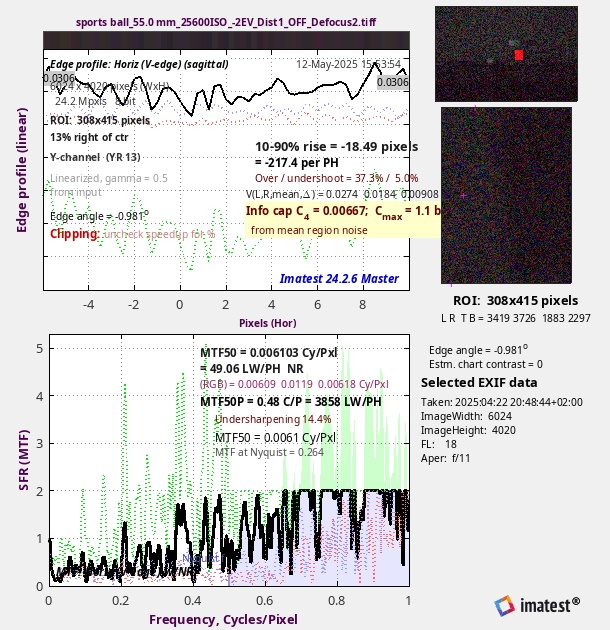 sports ball_55.0 mm_25600ISO_-2EV_Dist1_OFF_Defocus2.tiff
Edge profile: Horiz (V-edge) (sagittal)
12-May-2025 15:53:54
0.0306
0.0306
6024 x 4020 pixels (WxH)
24.2 Mpxls 8 bit
ROI: 308x415 pixels
13% right of ctr
Y-channel (YR 13)
Linearized, gamma = 0.5
from input
Edge angle = -0.981o
Clipping: uncheck speedup for %
10-90% rise = -18.49 pixels
= -217.4 per PH
Over / undershoot = 37.3% / 5.0%
V(L,R,mean,Δ) = 0.0274 0.0184 0.00908
Info cap C4 = 0.00667; Cmax = 1.1 b
from mean region noise
Imatest 24.2.6 Master
Edge profile (linear)
-4 -2 0 2 4 6 8
Pixels (Hor)
ROI: 308x415 pixels
L R T B = 3419 3726 1883 2297
Edge angle = -0.981o
Estm. chart contrast = 0
Selected EXIF data
Taken: 2025:04:22 20:48:44+02:00
ImageWidth: 6024
ImageHeight: 4020
FL: 18
Aper: f/11
MTF50 = 0.006103 Cy/Pxl
= 49.06 LW/PH NR
(RGB) = 0.00609 0.0119 0.00618 Cy/Pxl
MTF50P = 0.48 C/P = 3858 LW/PH
Undersharpening 14.4%
MTF50 = 0.0061 Cy/Pxl
MTF at Nyquist = 0.264
Nyquist
SFR (MTF)
5
4
3
2
1
0
0 0.2 0.4 0.6 0.8 1
Frequency, Cycles/Pixel
imatest®